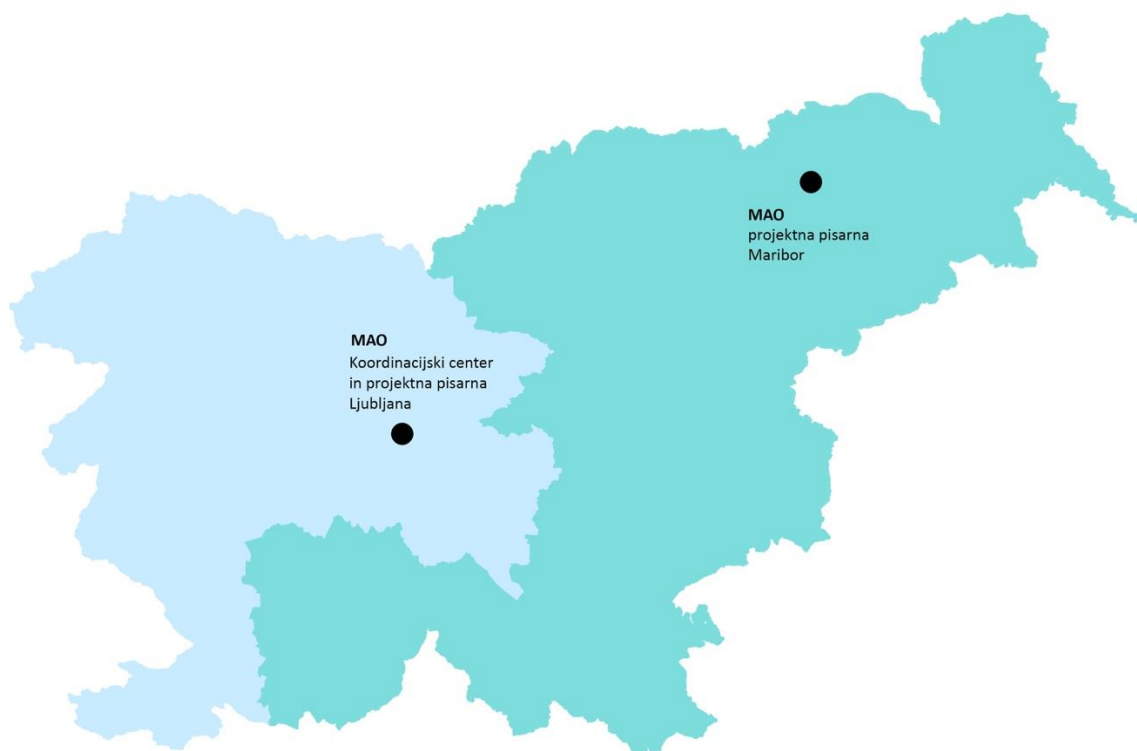 MAO
projektna pisarna
Maribor
MAO
Koordinacijski center
in projektna pisarna
Ljubljana